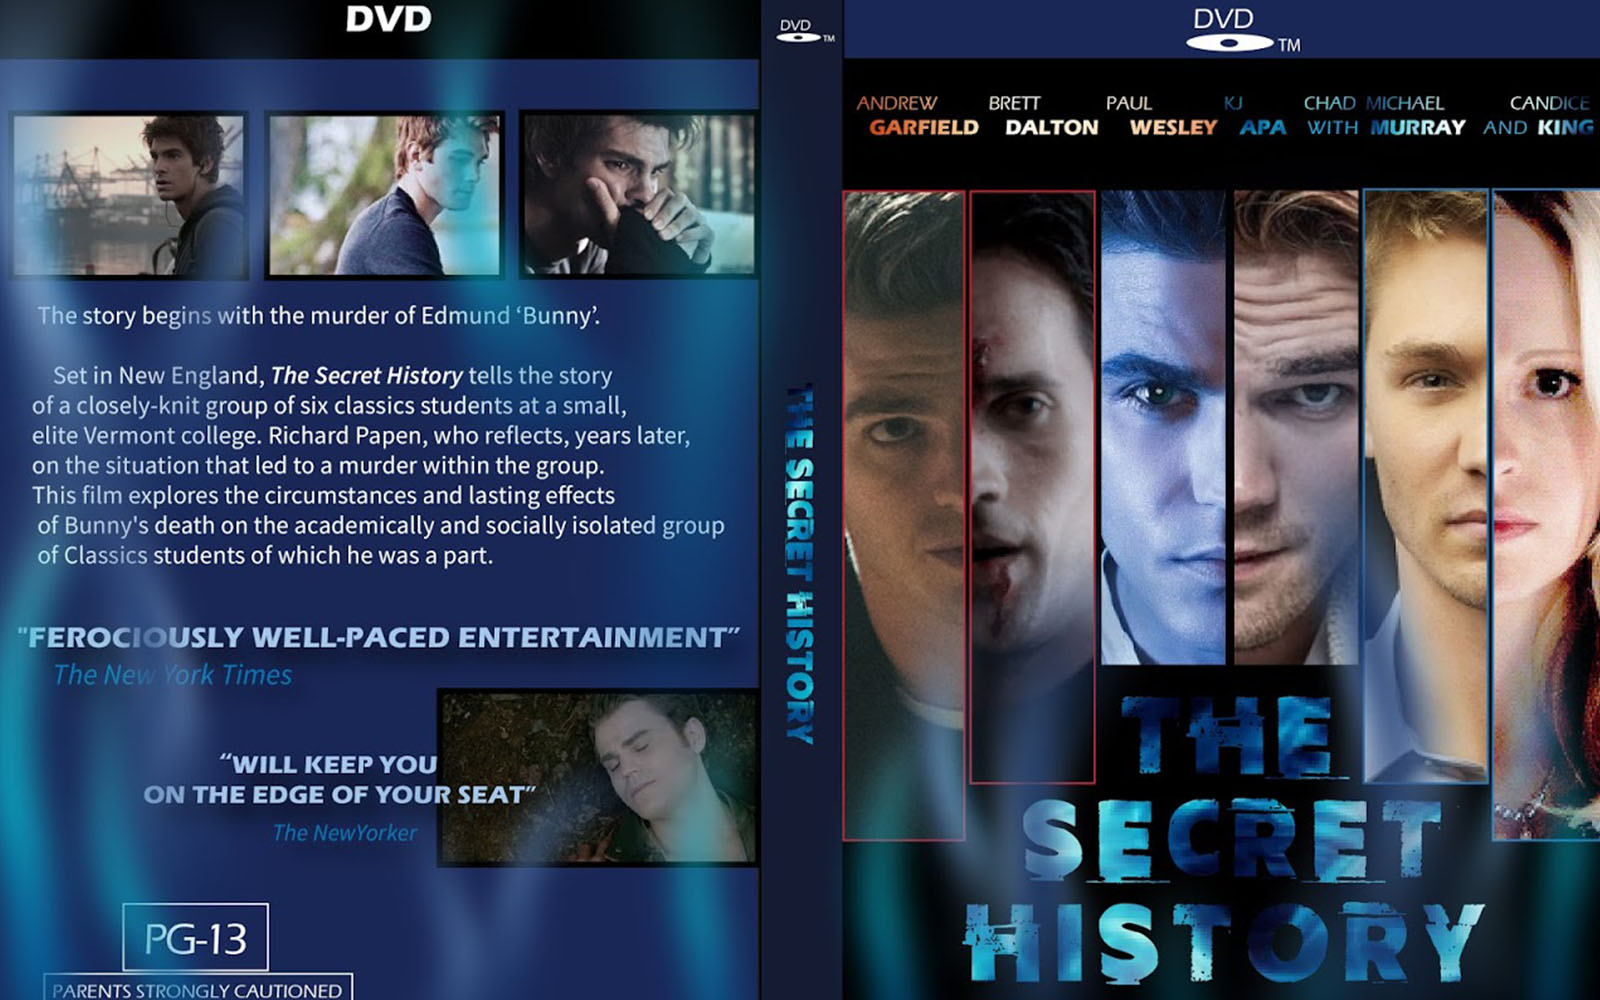 DVD
The story begins with the murder of Edmund ‘Bunny’.
Set in New England, The Secret History tells the story
of a closely-knit group of six classics students at a small,
elite Vermont college. Richard Papen, who reflects, years later,
on the situation that led to a murder within the group.
This film explores the circumstances and lasting effects
of Bunny's death on the academically and socially isolated group
of Classics students of which he was a part.
"FEROCIOUSLY WELL-PACED ENTERTAINMENT”
The New York Times
“WILL KEEP YOU
ON THE EDGE OF YOUR SEAT”
The NewYorker
PG-13
PARENTS STRONGLY CAUTIONED
DVD
TM
THE SECRET HISTORY
DVD
TM
ANDREW BRETT PAUL KJ CHAD MICHAEL CANDICE
GARFIELD DALTON WESLEY APA WITH MURRAY AND KING
THE
SECRET
HISTORY